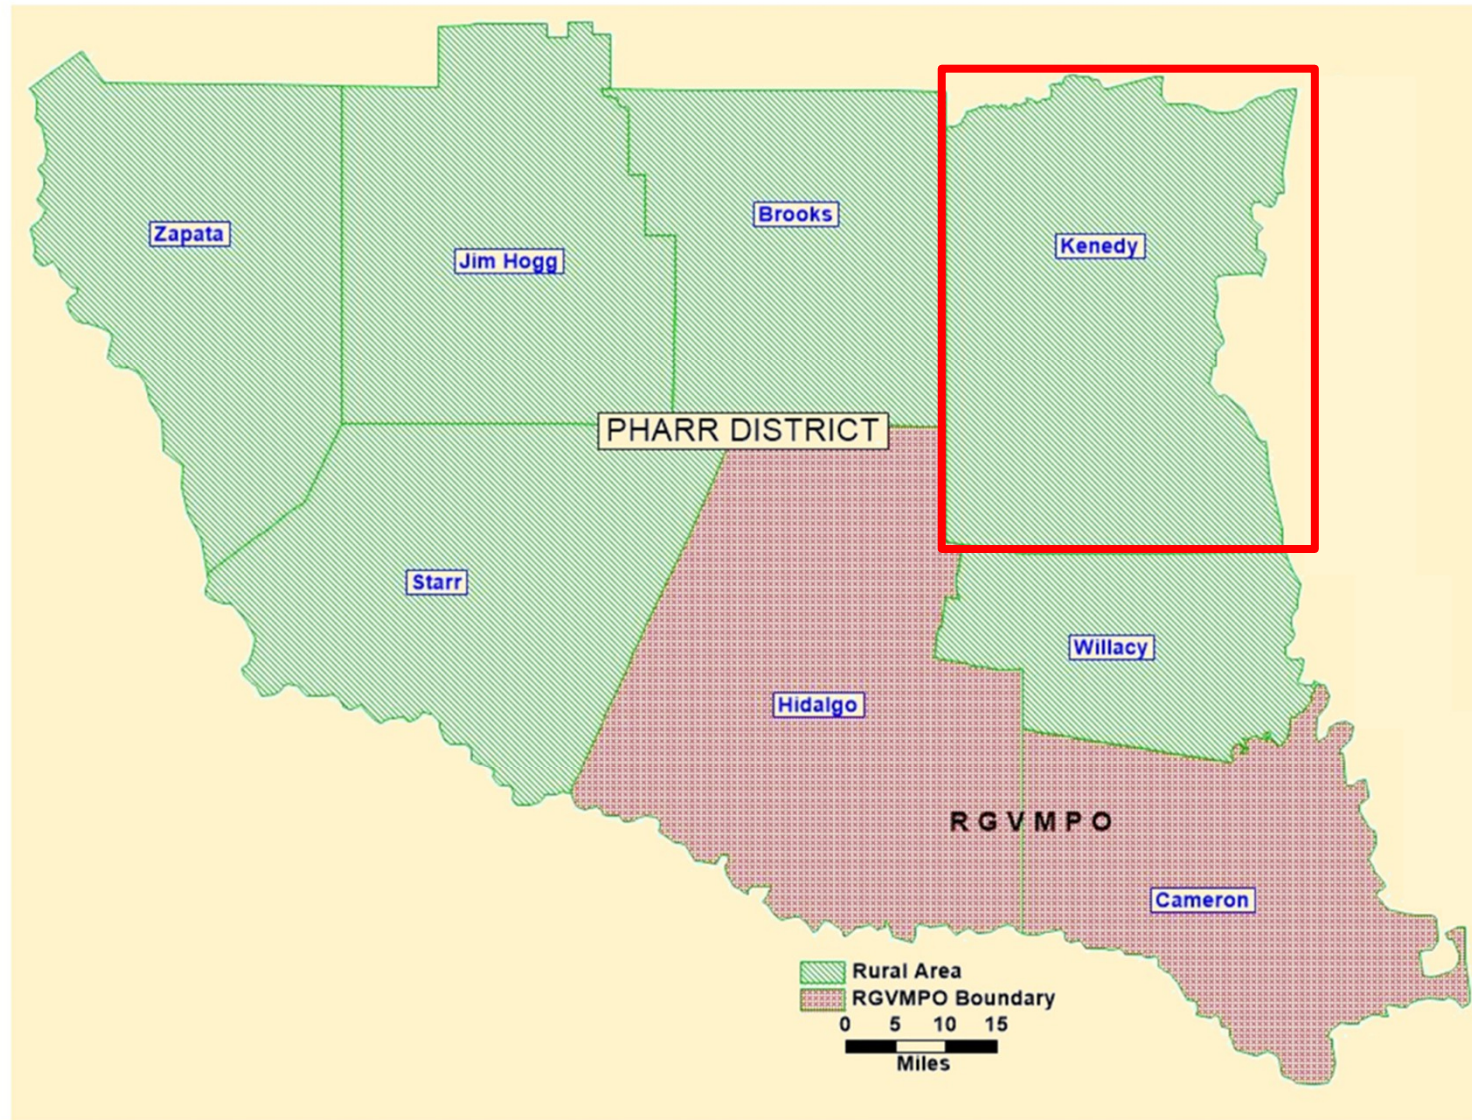 Brooks
Zapata
Kenedy
Jim Hogg
PHARR DISTRICT
Starr
Willacy
Hidalgo
RGVMPO
Cameron
Rural Area
RGVMPO Boundary
0 5 10 15
Miles